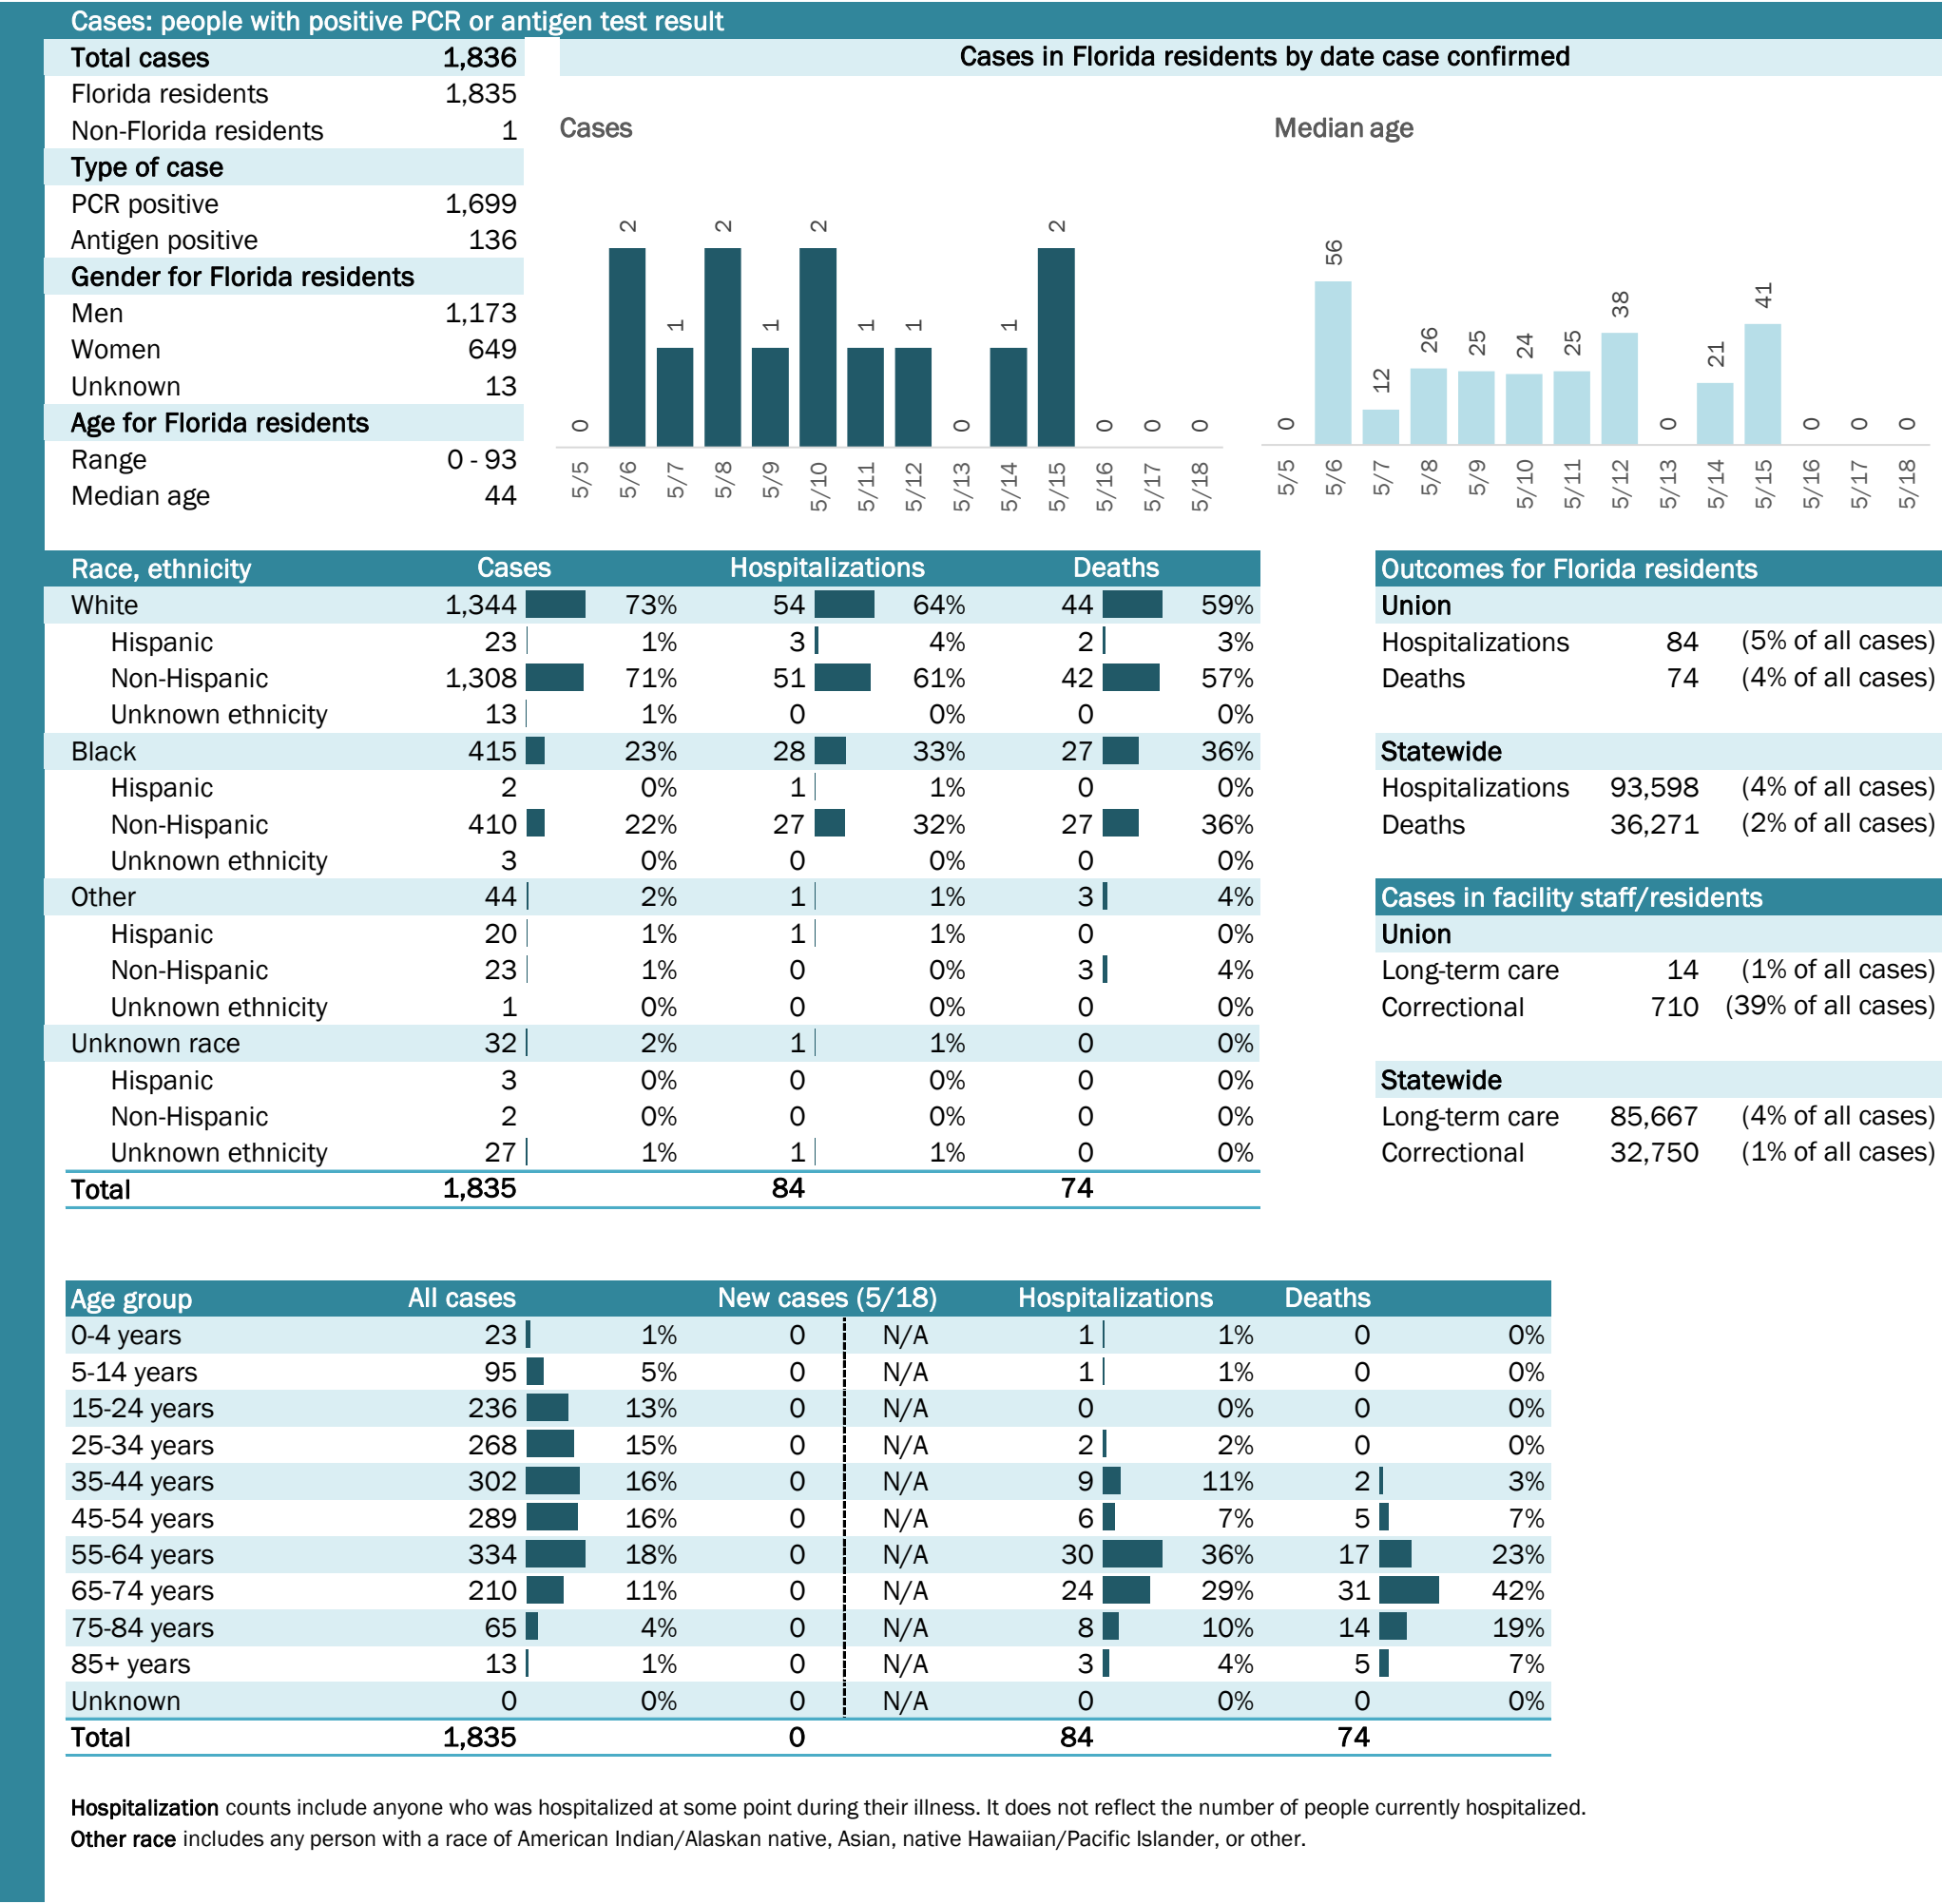 Cases: people with positive PCR or antigen test result
Total cases 1,836
Florida residents 1,835
Non-Florida residents 1
Type of case
PCR positive 1,699
Antigen positive 136
Gender for Florida residents
Men 1,173
Women 649
Unknown 13
Age for Florida residents
Range 0 - 93
Median age 44
Cases in Florida residents by date case confirmed
Cases
0 2 1 2 1 2 1 1 0 1 2 0 0 0
5/5 5/6 5/7 5/8 5/9 5/10 5/11 5/12 5/13 5/14 5/15 5/16 5/17 5/18
Median age
0 56 12 26 25 24 25 38 0 21 41 0 0 0
5/5 5/6 5/7 5/8 5/9 5/10 5/11 5/12 5/13 5/14 5/15 5/16 5/17 5/18
Race, ethnicity Cases Hospitalizations Deaths
White 1,344 73% 54 64% 44 59%
Hispanic 23 1% 3 4% 2 3%
Non-Hispanic 1,308 71% 51 61% 42 57%
Unknown ethnicity 13 1% 0 0% 0 0%
Black 415 23% 28 33% 27 36%
Hispanic 2 0% 1 1% 0 0%
Non-Hispanic 410 22% 27 32% 27 36%
Unknown ethnicity 3 0% 0 0% 0 0%
Other 44 2% 1 1% 3 4%
Hispanic 20 1% 1 1% 0 0%
Non-Hispanic 23 1% 0 0% 3 4%
Unknown ethnicity 1 0% 0 0% 0 0%
Unknown race 32 2% 1 1% 0 0%
Hispanic 3 0% 0 0% 0 0%
Non-Hispanic 2 0% 0 0% 0 0%
Unknown ethnicity 27 1% 1 1% 0 0%
Total 1,835 84 74
Outcomes for Florida residents
Union
Hospitalizations 84 (5% of all cases)
Deaths 74 (4% of all cases)
Statewide
Hospitalizations 93,598 (4% of all cases)
Deaths 36,271 (2% of all cases)
Cases in facility staff/residents
Union
Long-term care 14 (1% of all cases)
Correctional 710 (39% of all cases)
Statewide
Long-term care 85,667 (4% of all cases)
Correctional 32,750 (1% of all cases)
Age group All cases New cases (5/18) Hospitalizations Deaths
0-4 years 23 1% 0 N/A 1 1% 0 0%
5-14 years 95 5% 0 N/A 1 1% 0 0%
15-24 years 236 13% 0 N/A 0 0% 0 0%
25-34 years 268 15% 0 N/A 2 2% 0 0%
35-44 years 302 16% 0 N/A 9 11% 2 3%
45-54 years 289 16% 0 N/A 6 7% 5 7%
55-64 years 334 18% 0 N/A 30 36% 17 23%
65-74 years 210 11% 0 N/A 24 29% 31 42%
75-84 years 65 4% 0 N/A 8 10% 14 19%
85+ years 13 1% 0 N/A 3 4% 5 7%
Unknown 0 0% 0 N/A 0 0% 0 0%
Total 1,835 0 84 74
Hospitalization counts include anyone who was hospitalized at some point during their illness. It does not reflect the number of people currently hospitalized.
Other race includes any person with a race of American Indian/Alaskan native, Asian, native Hawaiian/Pacific Islander, or other.